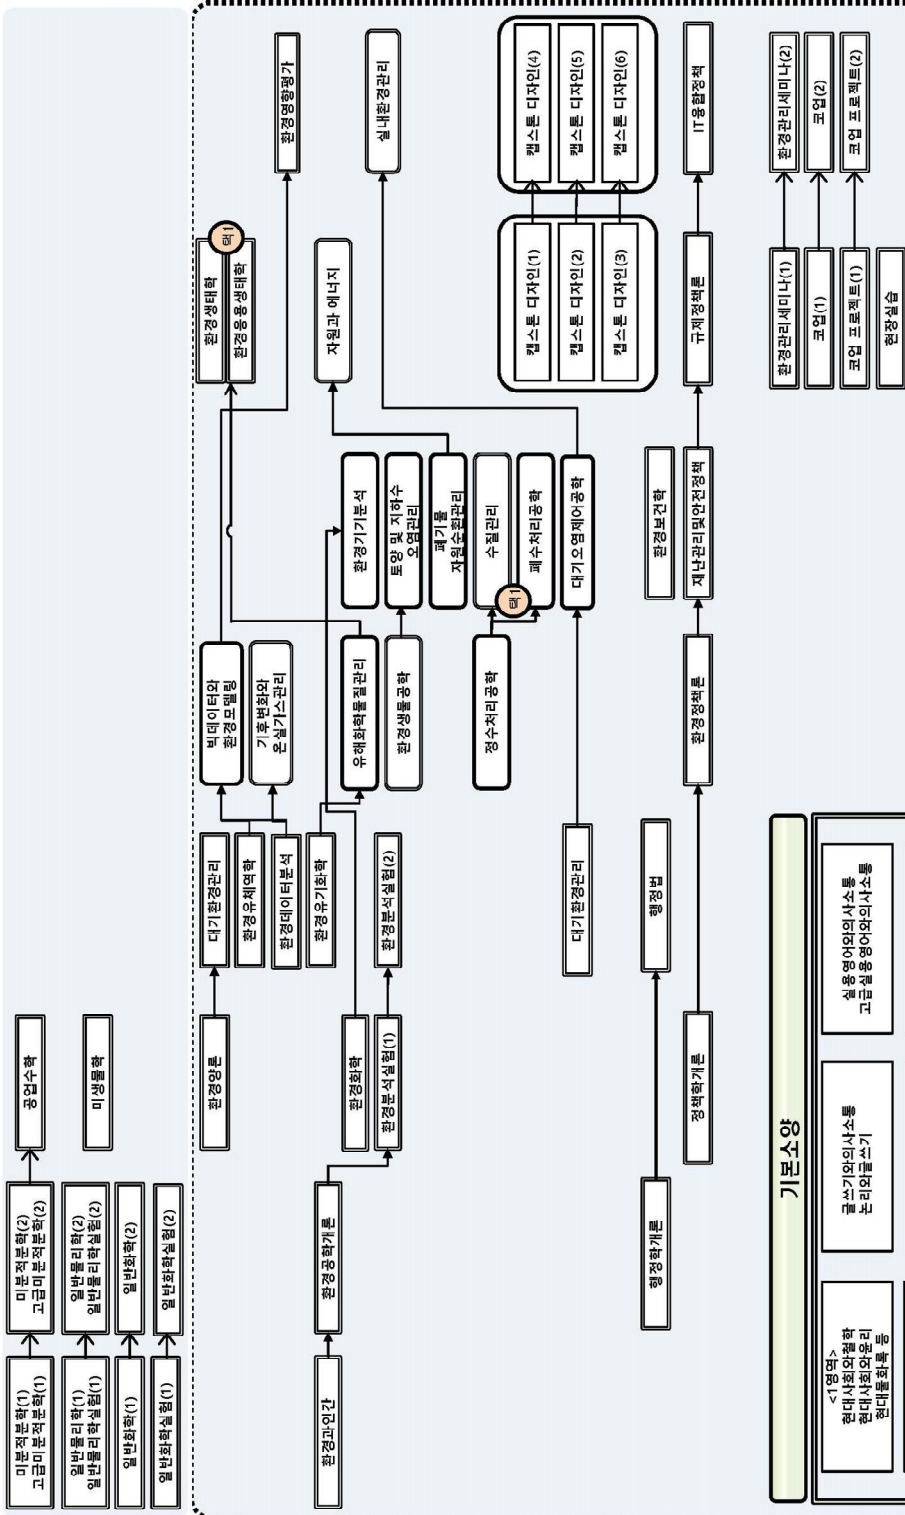 미분적분학(1)
고급미분적분학(1)
미분적분학(2)
고급미분적분학(2)
공업수학
일반물리학(1)
일반물리학실험(1)
일반물리학(2)
일반물리학실험(2)
미생물학
일반화학(1)
일반화학(2)
일반화학실험(1)
일반화학실험(2)
환경양론
대기환경관리
빅데이터와
환경모델링
환경생태학
택1
환경응용생태학
환경유체역학
기후변화와
온실가스관리
환경데이터분석
환경영향평가
환경과인간
환경공학개론
환경유기화학
자원과 에너지
환경화학
유해화학물질관리
환경기기분석
실내환경관리
환경분석실험(1)
환경분석실험(2)
환경생물공학
토양 및 지하수
오염관리
폐기물
자원순환관리
정수처리공학
수질관리
택1
폐수처리공학
캡스톤 디자인(1)
캡스톤 디자인(4)
캡스톤 디자인(2)
캡스톤 디자인(5)
캡스톤 디자인(3)
캡스톤 디자인(6)
대기환경관리
대기오염제어공학
행정학개론
행정법
환경보건학
정책학개론
환경정책론
재난관리및안전정책
규제정책론
IT융합정책
환경관리세미나(1)
환경관리세미나(2)
코업(1)
코업(2)
코업 프로젝트(1)
코업 프로젝트(2)
현장실습
기본소양
<1영역>
현대사회와철학
현대사회와윤리
현대물화록 등
글쓰기와의사소통
논리와글쓰기
실용영어와의사소통
고급실용영어와의사소통